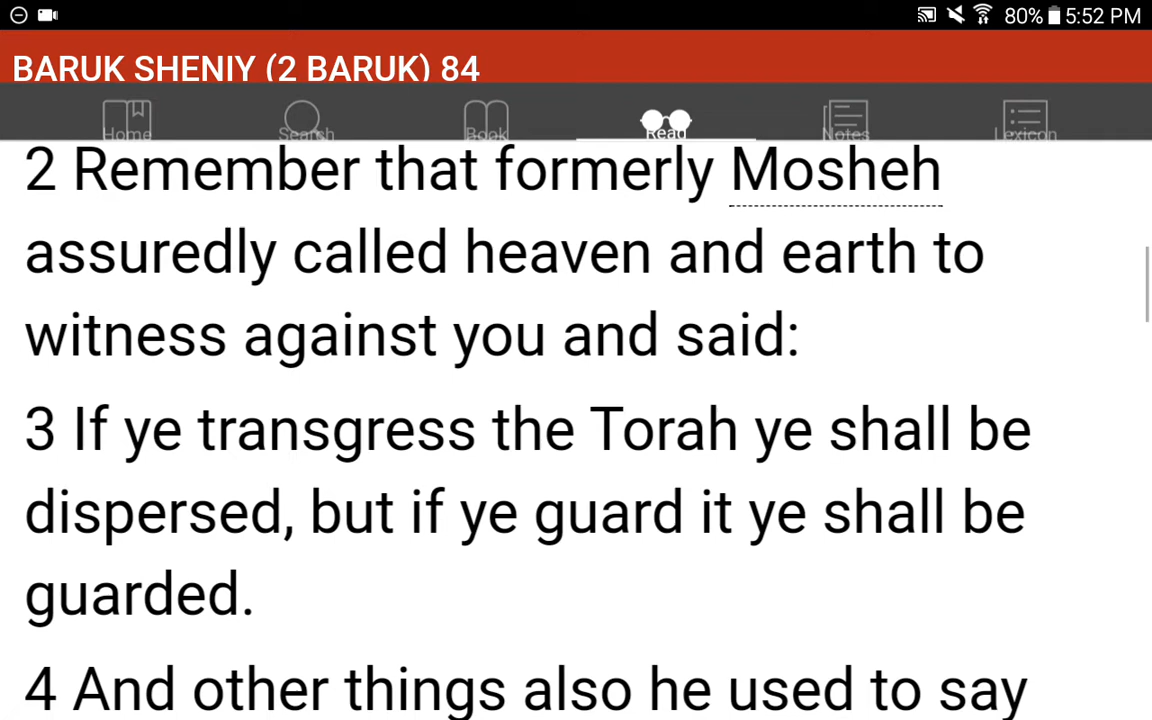 80% 5:52 PM
BARUK SHENIY (2 BARUK) 84
Home Search Book Read Notes Lexicon
2 Remember that formerly Mosheh
assuredly called heaven and earth to
witness against you and said:
3 If ye transgress the Torah ye shall be
dispersed, but if ye guard it ye shall be
guarded.
4 And other things also he used to say